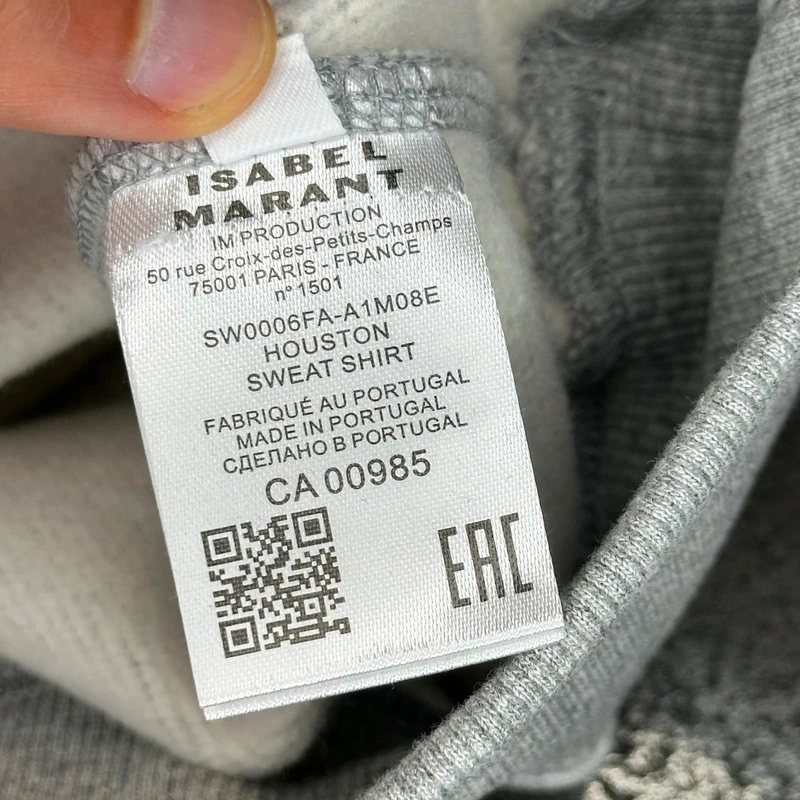 ISABEL
MARANT
IM PRODUCTION
50 rue Croix-des-Petits-Champs
75001 PARIS - FRANCE
n° 1501
SW0006FA-A1M08E
HOUSTON
SWEAT SHIRT
FABRIQUÉ AU PORTUGAL
MADE IN PORTUGAL
СДЕЛАНО В PORTUGAL
CA 00985
EAC